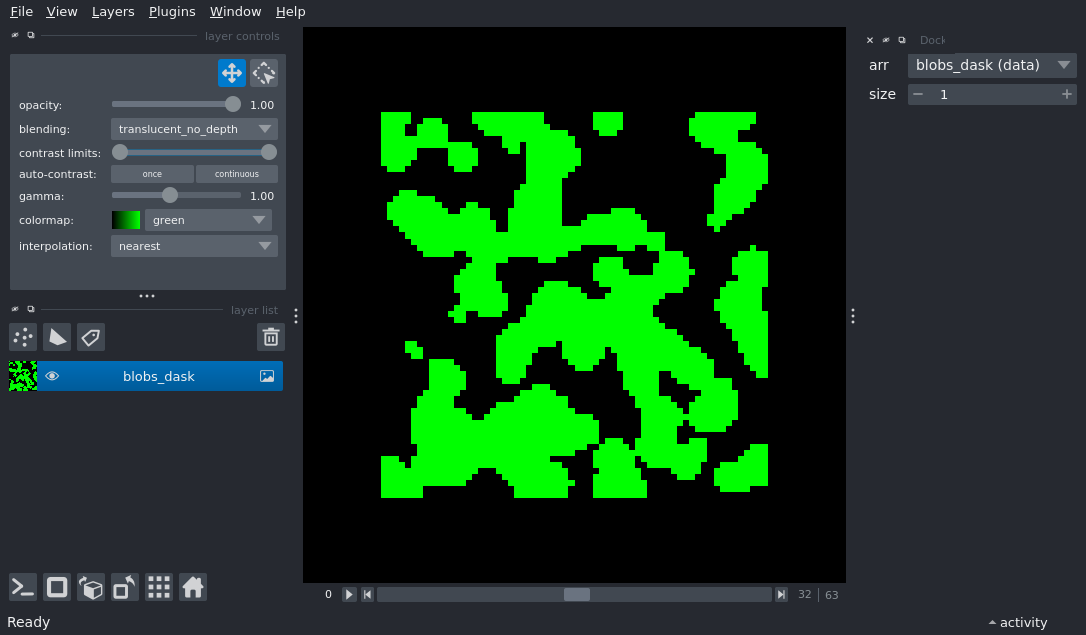 File View Layers Plugins Window Help
layer controls
Dock
opacity: 1.00
blending: translucent_no_depth
contrast limits:
auto-contrast: once continuous
gamma: 1.00
colormap: green
interpolation: nearest
arr blobs_dask (data)
size 1
layer list
blobs_dask
0 32 63
Ready
activity